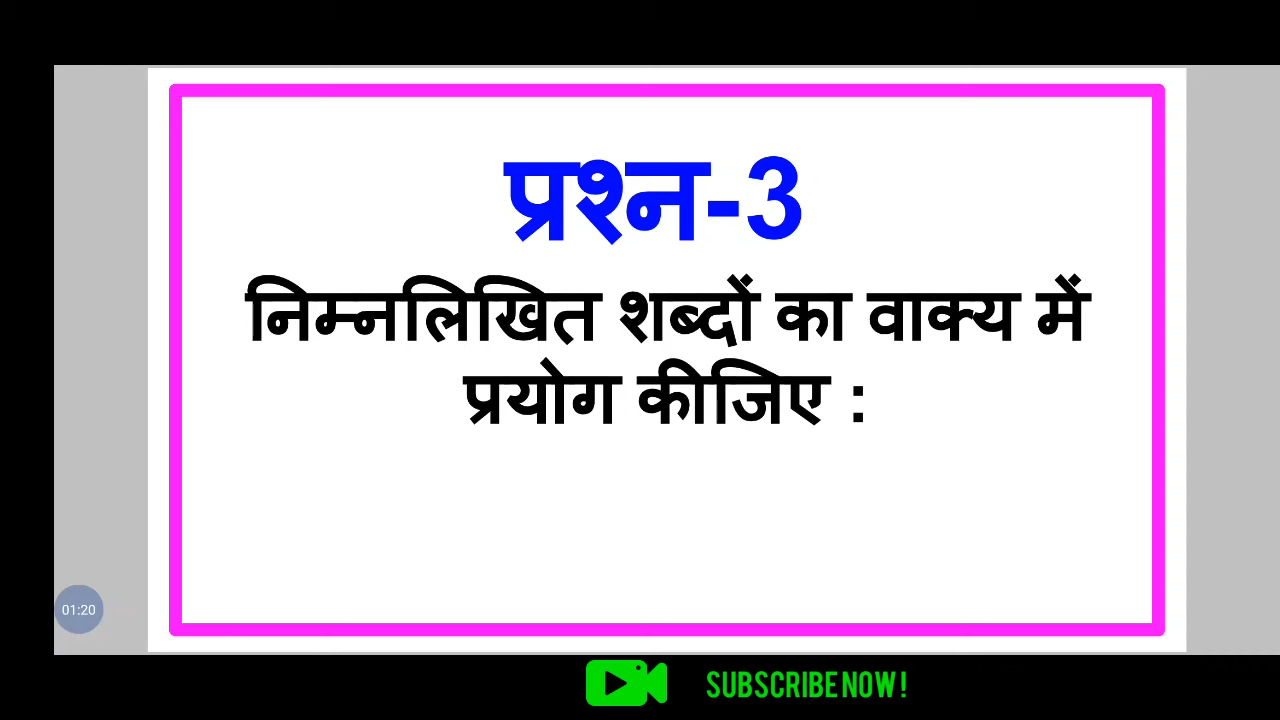 प्रश्न-3
निम्नलिखित शब्दों का वाक्य में
प्रयोग कीजिए :
01:20
SUBSCRIBE NOW !